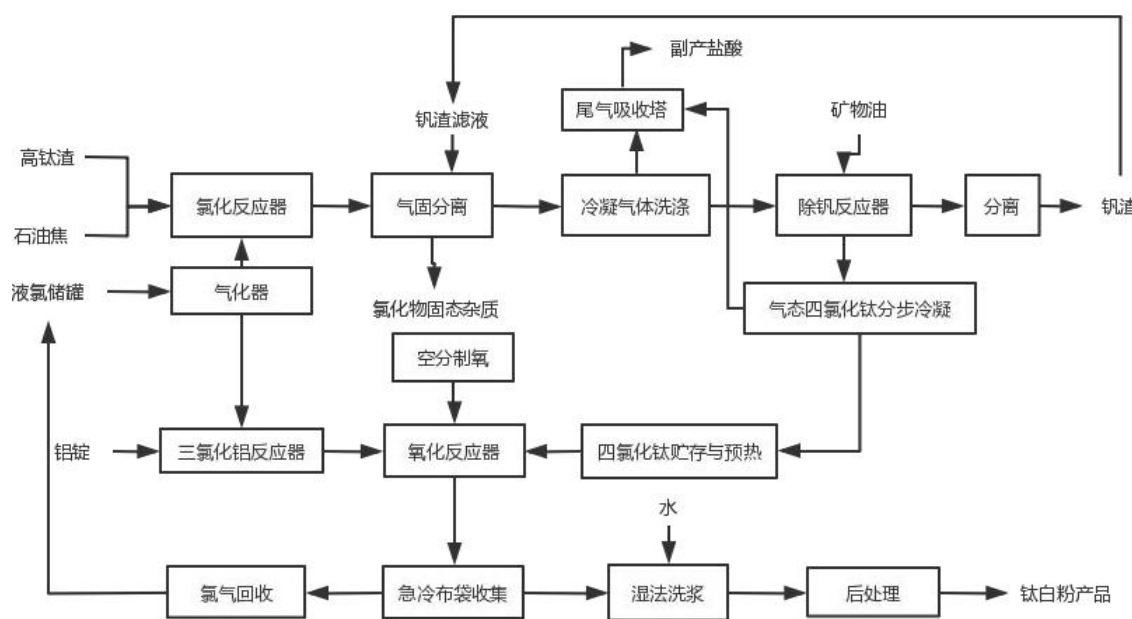 副产盐酸
钒渣滤液
尾气吸收塔
矿物油
高钛渣
氯化反应器
气固分离
冷凝气体洗涤
除钒反应器
分离
钒渣
石油焦
液氯储罐
气化器
氯化物固态杂质
气态四氯化钛分步冷凝
空分制氧
铝锭
三氯化铝反应器
氧化反应器
四氯化钛贮存与预热
水
氯气回收
急冷布袋收集
湿法洗浆
后处理
钛白粉产品